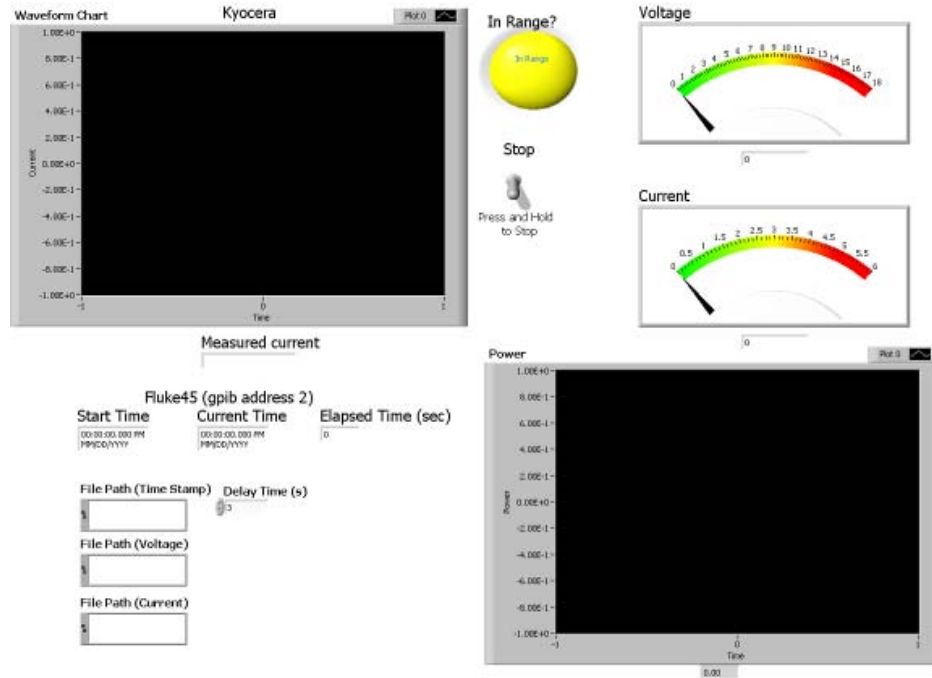 Waveform Chart
Kyocera
Plot 0
1.00E+0
8.00E-1
6.00E-1
4.00E-1
2.00E-1
0.00E+0
-2.00E-1
-4.00E-1
-6.00E-1
-8.00E-1
-1.00E+0
Current
-1
0
1
Time
In Range?
In Range
Stop
Press and Hold
to Stop
Voltage
0 1 2 3 4 5 6 7 8 9 10 11 12 13 14 15 16 17 18
0
Current
0 0.5 1 1.5 2 2.5 3 3.5 4 4.5 5 5.5 6
0
Measured current
Fluke45 (gpib address 2)
Start Time
Current Time
Elapsed Time (sec)
00:00:00.000 PM
MM/DD/YYYY
00:00:00.000 PM
MM/DD/YYYY
0
File Path (Time Stamp)
Delay Time (s)
3
File Path (Voltage)
File Path (Current)
Power
Plot 0
1.00E+0
8.00E-1
6.00E-1
4.00E-1
2.00E-1
0.00E+0
-2.00E-1
-4.00E-1
-6.00E-1
-8.00E-1
-1.00E+0
Power
-1
0
1
Time
0.00